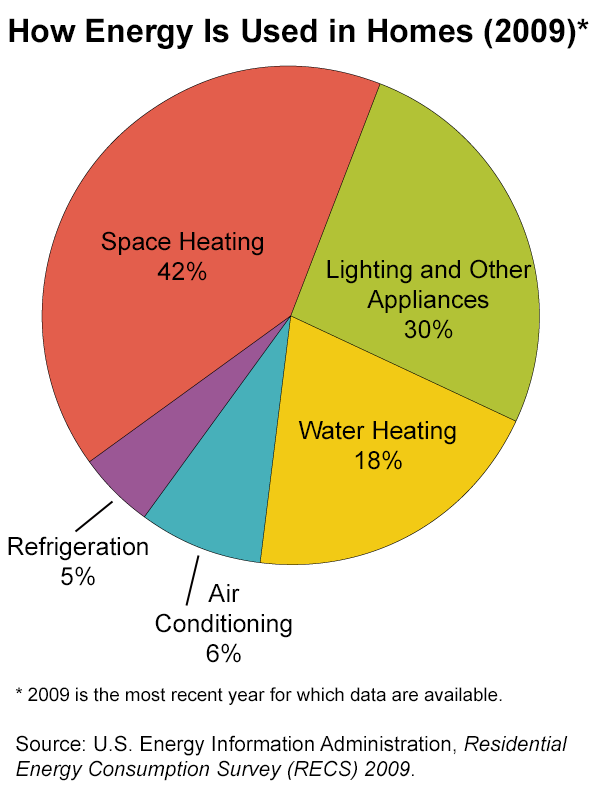 How Energy Is Used in Homes (2009)*
Space Heating
42%
Lighting and Other
Appliances
30%
Water Heating
18%
Refrigeration
5%
Air
Conditioning
6%
* 2009 is the most recent year for which data are available.
Source: U.S. Energy Information Administration, Residential
Energy Consumption Survey (RECS) 2009.